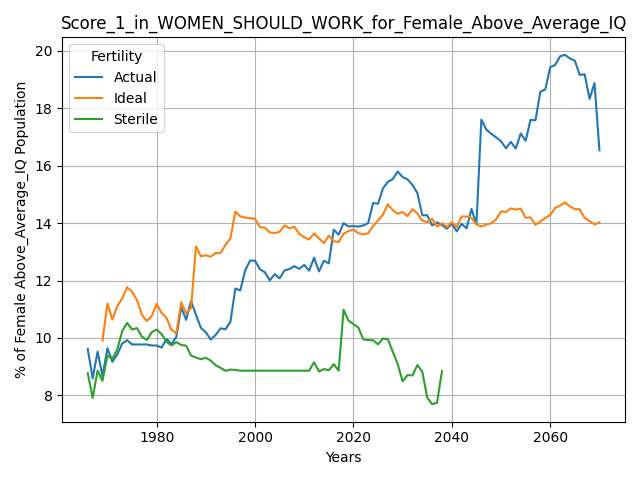 Score_1_in_WOMEN_SHOULD_WORK_for_Female_Above_Average_IQ
% of Female Above_Average_IQ Population
20
18
16
14
12
10
8
Fertility
Actual
Ideal
Sterile
1980
2000
2020
2040
2060
Years